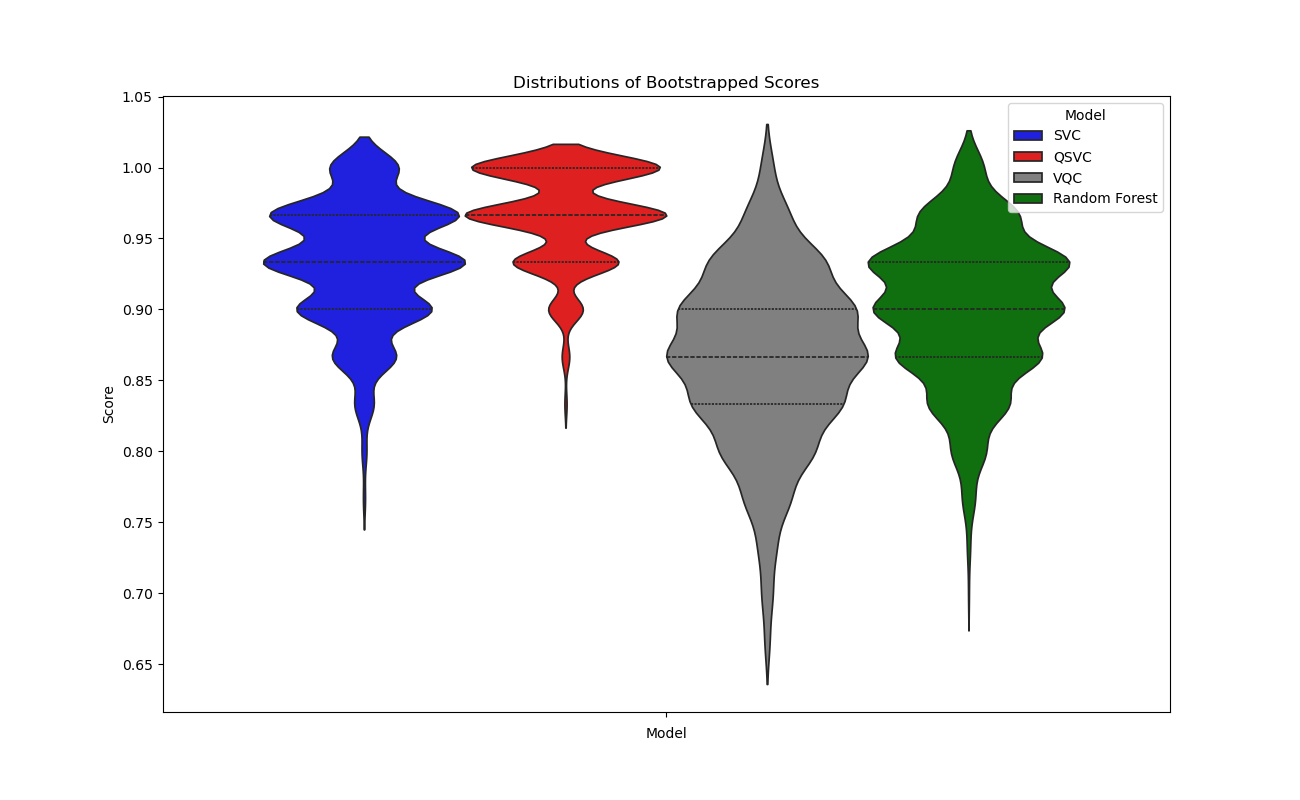 Distributions of Bootstrapped Scores
1.05
1.00
0.95
0.90
0.85
0.80
0.75
0.70
0.65
Score
Model
Model
SVC
QSVC
VQC
Random Forest